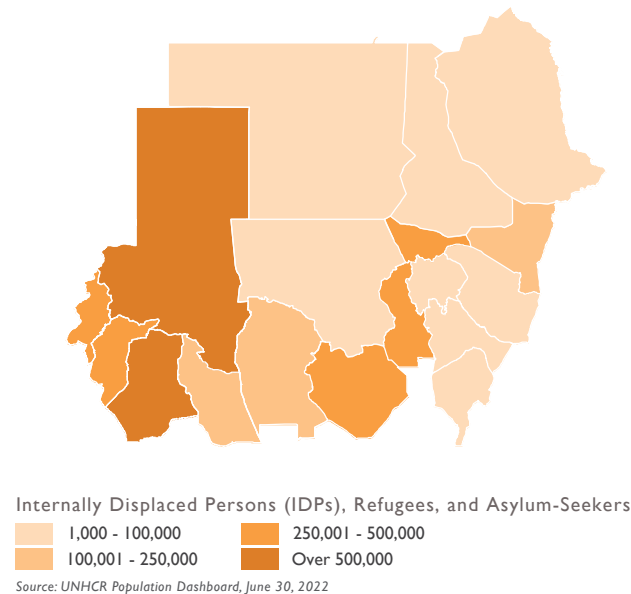 Internally Displaced Persons (IDPs), Refugees, and Asylum-Seekers
1,000 - 100,000
250,001 - 500,000
100,001 - 250,000
Over 500,000
Source: UNHCR Population Dashboard, June 30, 2022